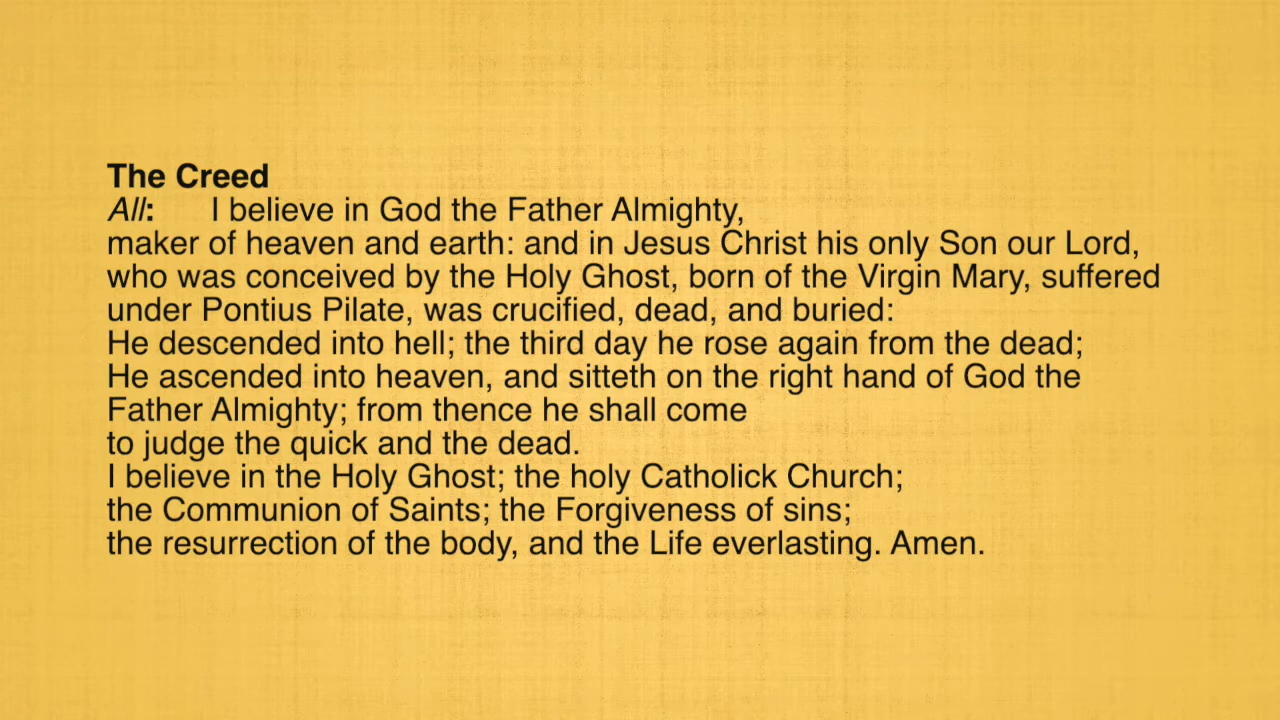 The Creed
All: I believe in God the Father Almighty,
maker of heaven and earth: and in Jesus Christ his only Son our Lord,
who was conceived by the Holy Ghost, born of the Virgin Mary, suffered
under Pontius Pilate, was crucified, dead, and buried:
He descended into hell; the third day he rose again from the dead;
He ascended into heaven, and sitteth on the right hand of God the
Father Almighty; from thence he shall come
to judge the quick and the dead.
I believe in the Holy Ghost; the holy Catholick Church;
the Communion of Saints; the Forgiveness of sins;
the resurrection of the body, and the Life everlasting. Amen.